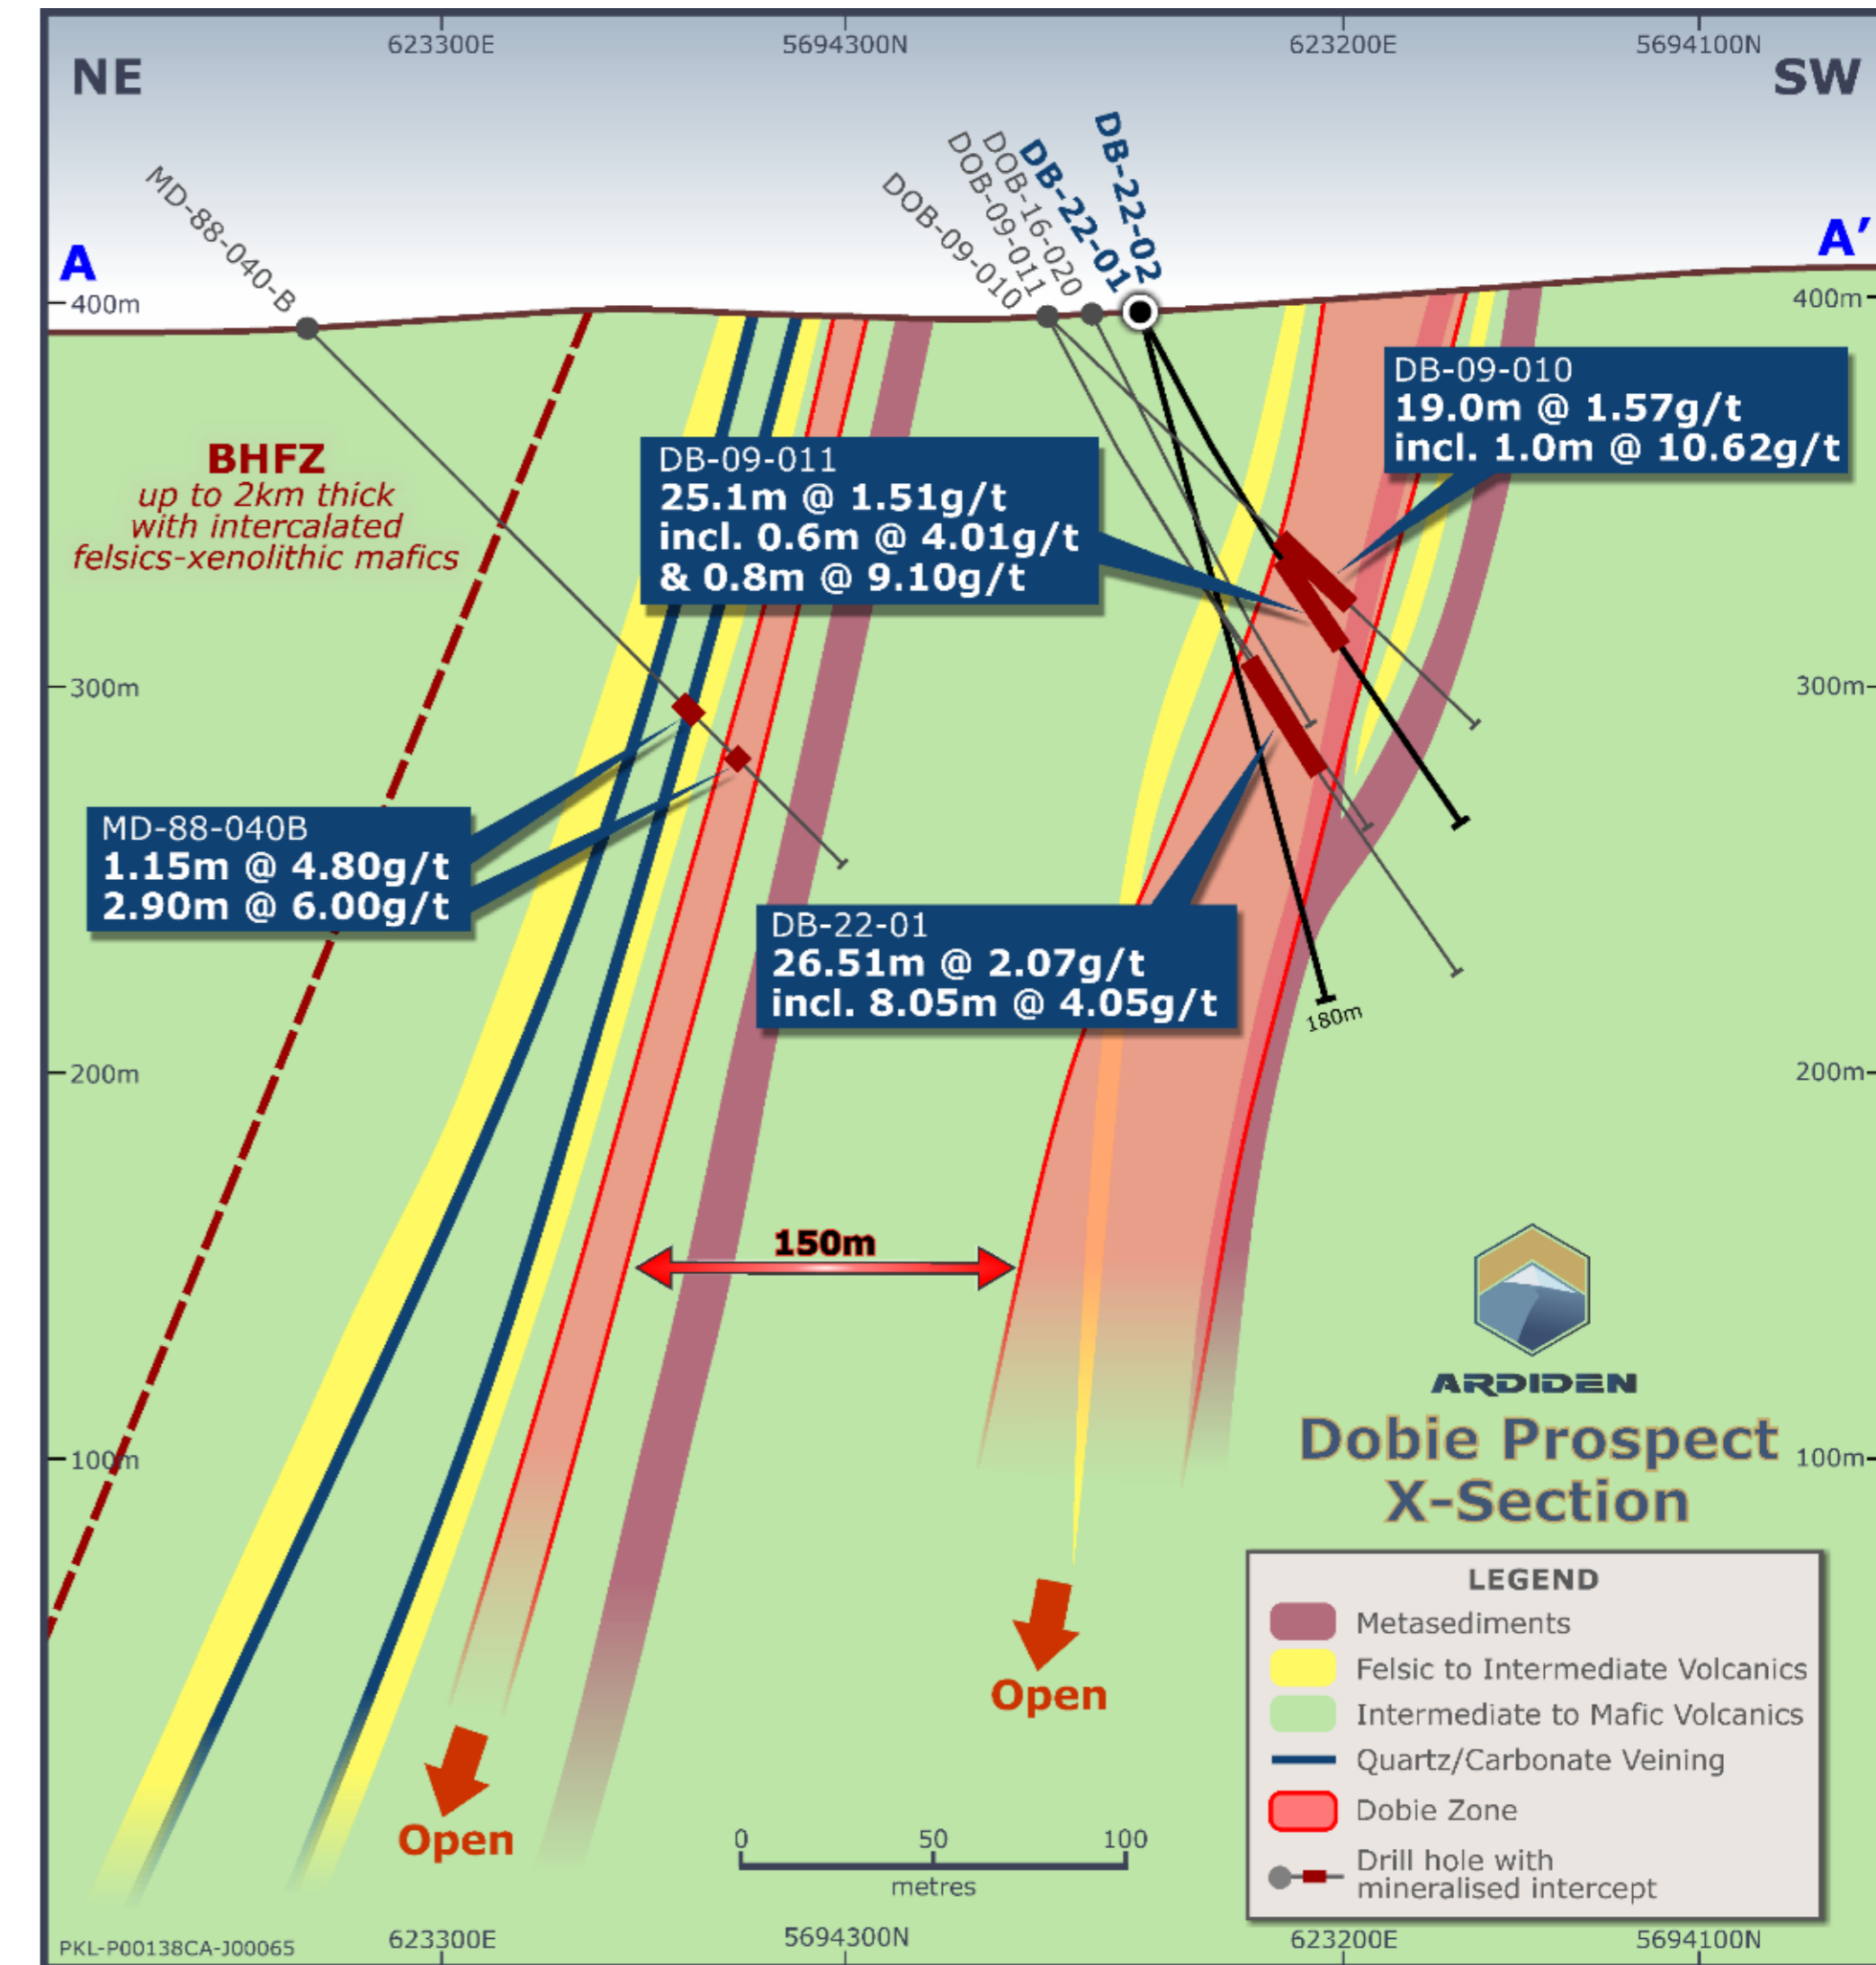 623300E
5694300N
623200E
5694100N
NE
SW
MD-88-040-B
DOB-09-010
DOB-09-011
DOB-16-020
DB-22-01
DB-22-02
A
A’
400m
400m
BHFZ
up to 2km thick
with intercalated
felsics-xenolithic mafics
DB-09-011
25.1m @ 1.51g/t
incl. 0.6m @ 4.01g/t
& 0.8m @ 9.10g/t
DB-09-010
19.0m @ 1.57g/t
incl. 1.0m @ 10.62g/t
300m
300m
MD-88-040B
1.15m @ 4.80g/t
2.90m @ 6.00g/t
DB-22-01
26.51m @ 2.07g/t
incl. 8.05m @ 4.05g/t
180m
200m
200m
150m
ARDIDEN
Dobie Prospect
X-Section
100m
100m
Open
Open
LEGEND
Metasediments
Felsic to Intermediate Volcanics
Intermediate to Mafic Volcanics
Quartz/Carbonate Veining
Dobie Zone
Drill hole with
mineralised intercept
0 50 100
metres
PKL-P00138CA-J00065
623300E
5694300N
623200E
5694100N